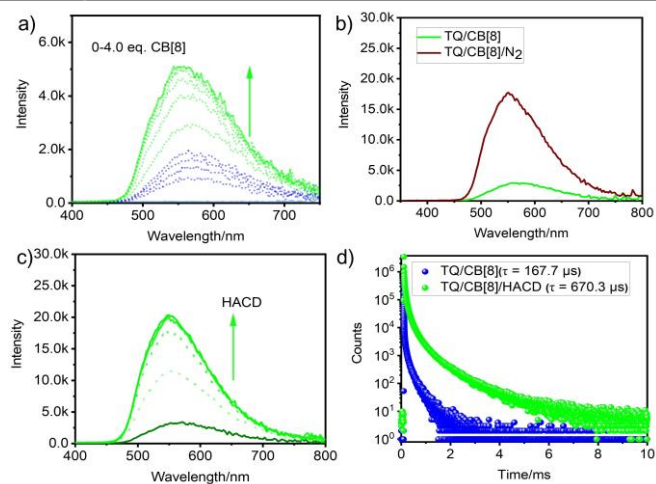 a)
0-4.0 eq. CB[8]
6.0k
4.0k
2.0k
0.0
Intensity
400 500 600 700
Wavelength/nm
b)
TQ/CB[8]
TQ/CB[8]/N2
30.0k
25.0k
20.0k
15.0k
10.0k
5.0k
0.0
Intensity
400 500 600 700 800
Wavelength/nm
c)
HACD
30.0k
25.0k
20.0k
15.0k
10.0k
5.0k
0.0
Intensity
400 500 600 700 800
Wavelength/nm
d)
TQ/CB[8](τ = 167.7 μs)
TQ/CB[8]/HACD (τ = 670.3 μs)
10^6
10^5
10^4
10^3
10^2
10^1
10^0
Counts
0 2 4 6 8 10
Time/ms